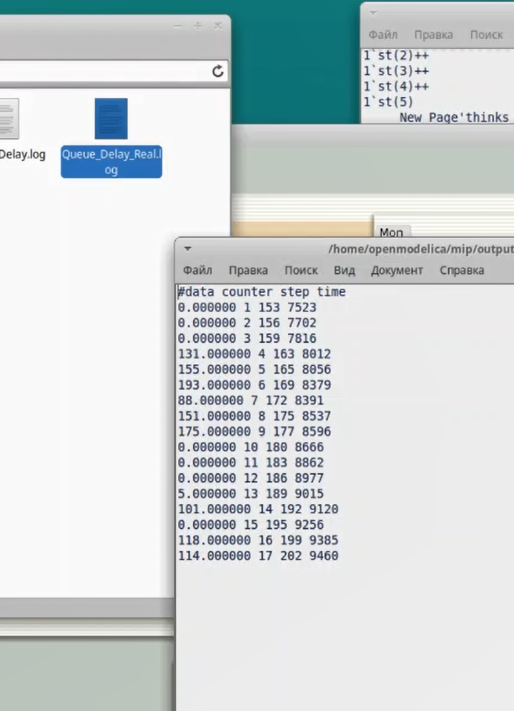 Файл Правка Поиск
1`st(2)++
1`st(3)++
1`st(4)++
1`st(5)
New Page'thinks
Delay.log
Queue_Delay_Real.l
og
Mon
/home/openmodelica/mip/output
Файл Правка Поиск Вид Документ Справка
#data counter step time
0.000000 1 153 7523
0.000000 2 156 7702
0.000000 3 159 7816
131.000000 4 163 8012
155.000000 5 165 8056
193.000000 6 169 8379
88.000000 7 172 8391
151.000000 8 175 8537
175.000000 9 177 8596
0.000000 10 180 8666
0.000000 11 183 8862
0.000000 12 186 8977
5.000000 13 189 9015
101.000000 14 192 9120
0.000000 15 195 9256
118.000000 16 199 9385
114.000000 17 202 9460